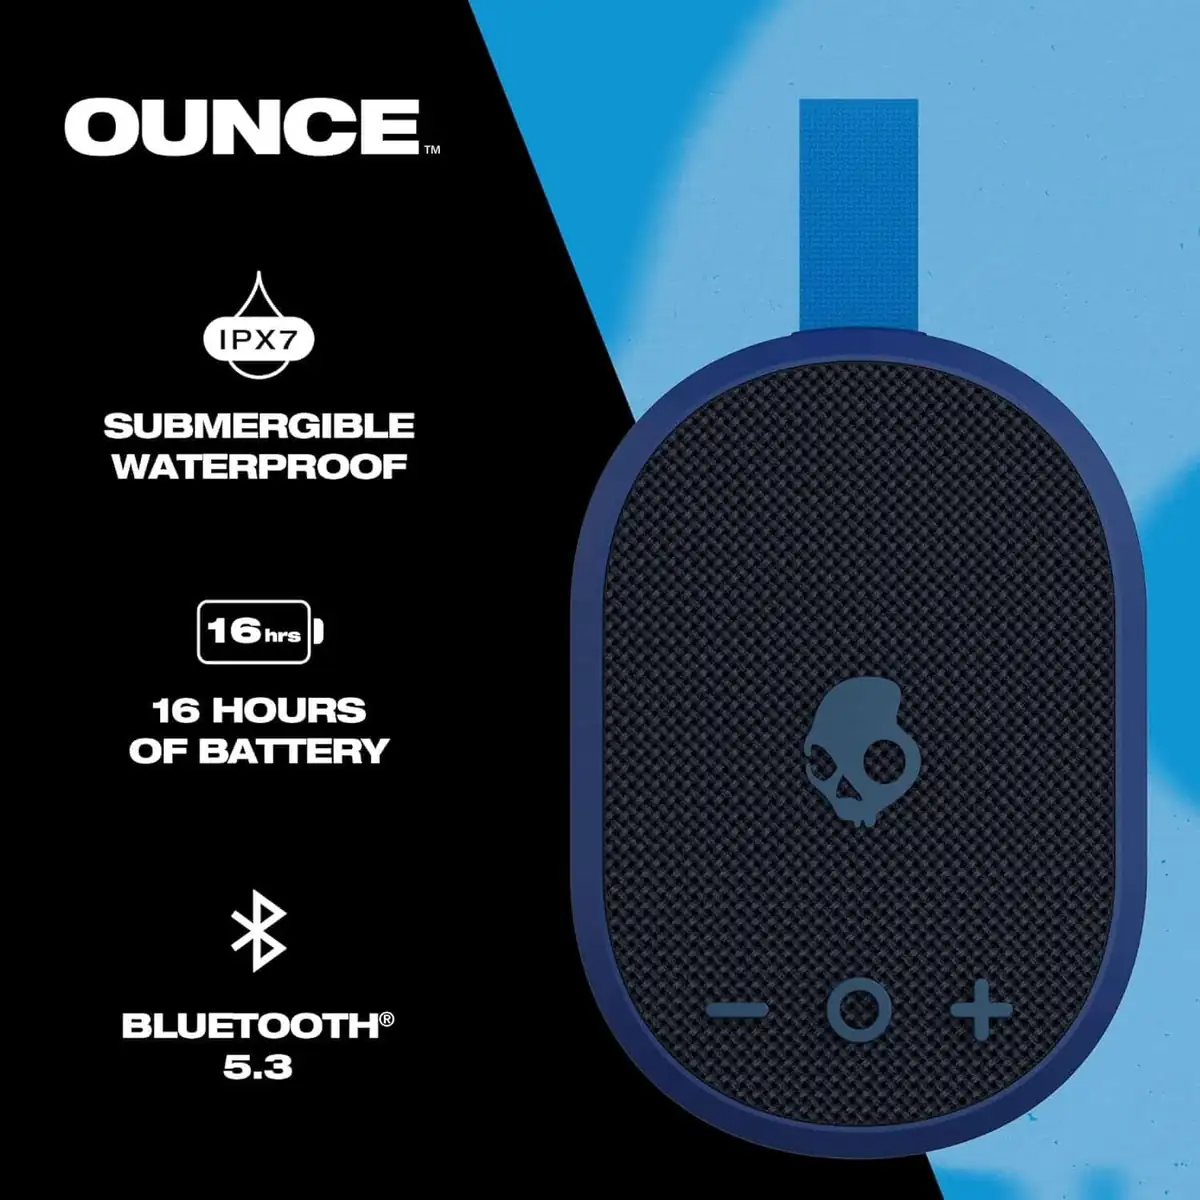 OUNCE™
IPX7
SUBMERGIBLE
WATERPROOF
16hrs
16 HOURS
OF BATTERY
BLUETOOTH®
5.3